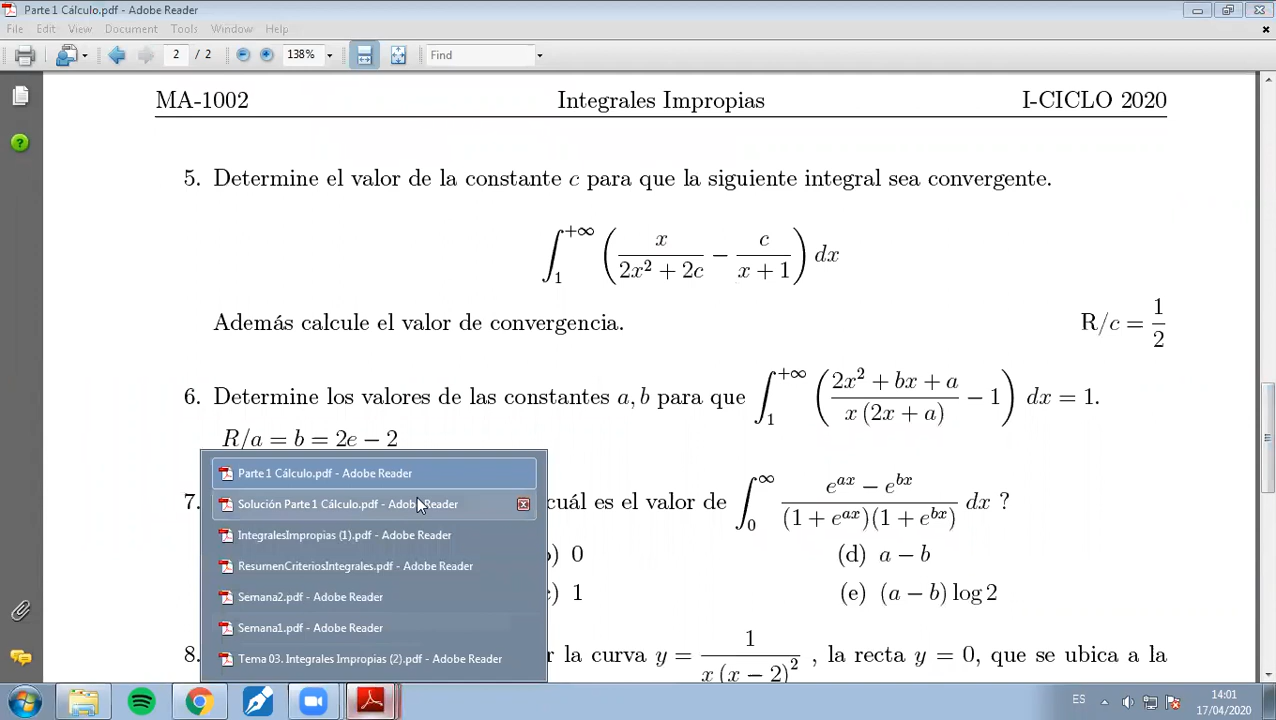 Parte 1 Cálculo.pdf - Adobe Reader
File Edit View Document Tools Window Help
2 / 2 138% Find
MA-1002 Integrales Impropias I-CICLO 2020
5. Determine el valor de la constante c para que la siguiente integral sea convergente.
∫₁^{+∞} ( x / (2x² + 2c) − c / (x + 1) ) dx
Además calcule el valor de convergencia. R/c = 1/2
6. Determine los valores de las constantes a, b para que ∫₁^{+∞} ( (2x² + bx + a) / (x (2x + a)) − 1 ) dx = 1.
R/a = b = 2e − 2
7. cuál es el valor de ∫₀^∞ (e^{ax} − e^{bx}) / ((1 + e^{ax})(1 + e^{bx})) dx ?
) 0 (d) a − b
) 1 (e) (a − b) log 2
8. r la curva y = 1 / (x (x − 2)²) , la recta y = 0, que se ubica a la
Parte 1 Cálculo.pdf - Adobe Reader
Solución Parte 1 Cálculo.pdf - Adobe Reader
IntegralesImpropias (1).pdf - Adobe Reader
ResumenCriteriosIntegrales.pdf - Adobe Reader
Semana2.pdf - Adobe Reader
Semana1.pdf - Adobe Reader
Tema 03. Integrales Impropias (2).pdf - Adobe Reader
ES 14:01
17/04/2020